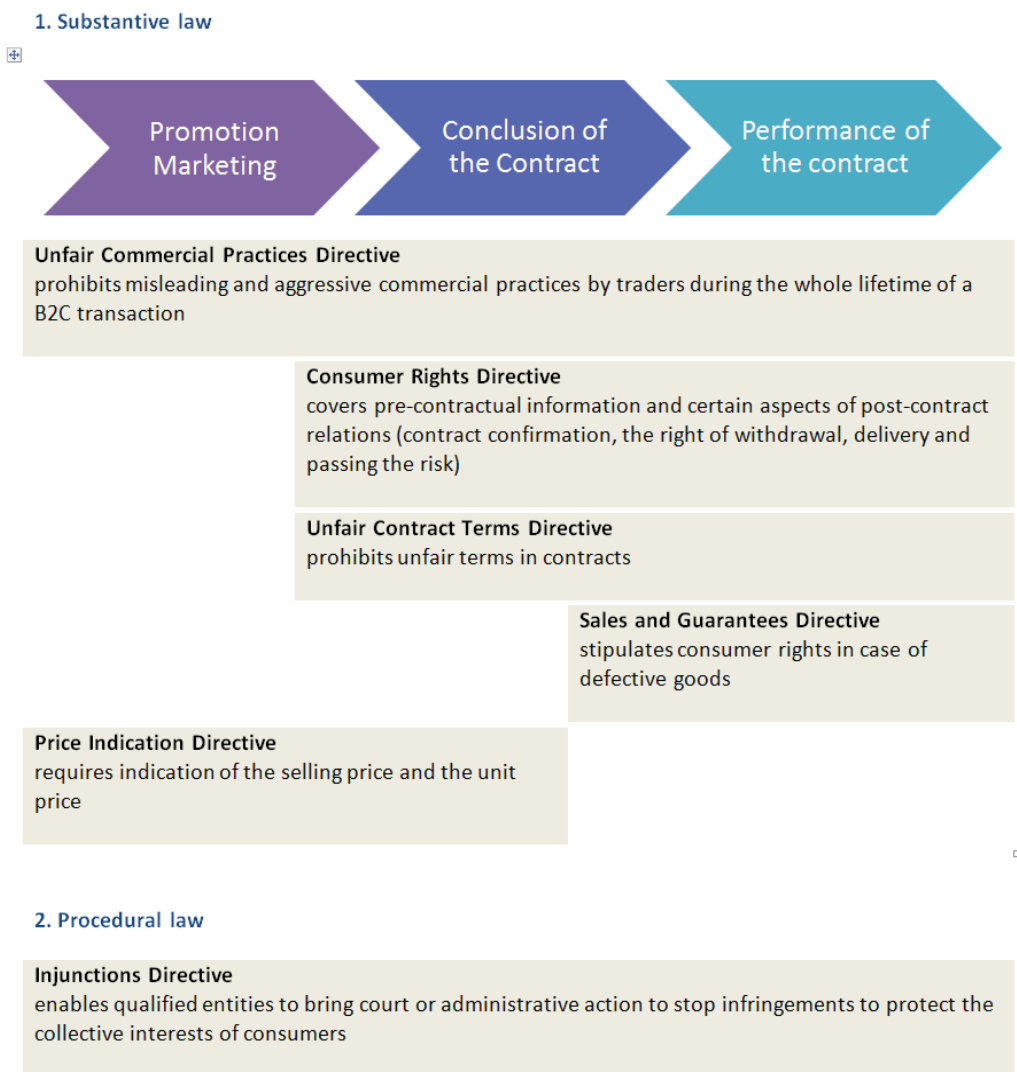 1. Substantive law
Promotion
Marketing
Conclusion of
the Contract
Performance of
the contract
Unfair Commercial Practices Directive
prohibits misleading and aggressive commercial practices by traders during the whole lifetime of a
B2C transaction
Consumer Rights Directive
covers pre-contractual information and certain aspects of post-contract
relations (contract confirmation, the right of withdrawal, delivery and
passing the risk)
Unfair Contract Terms Directive
prohibits unfair terms in contracts
Sales and Guarantees Directive
stipulates consumer rights in case of
defective goods
Price Indication Directive
requires indication of the selling price and the unit
price
2. Procedural law
Injunctions Directive
enables qualified entities to bring court or administrative action to stop infringements to protect the
collective interests of consumers